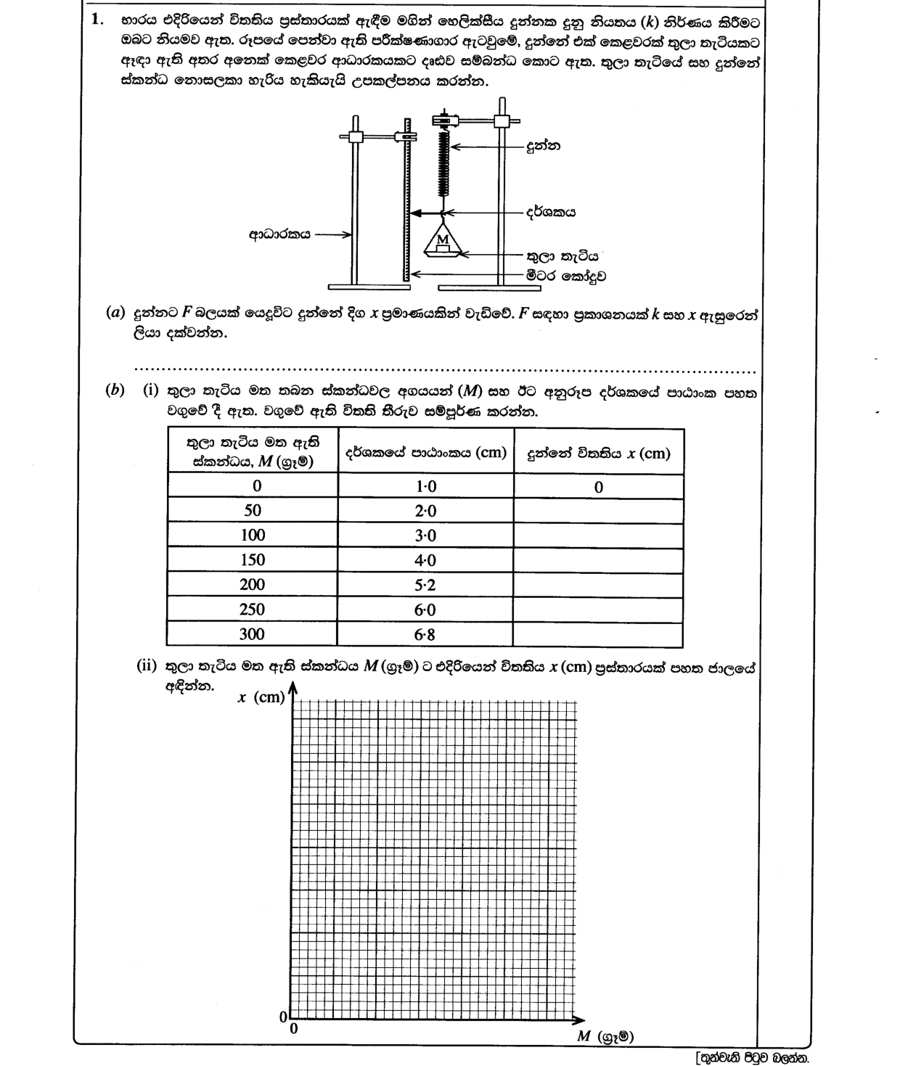 1. භාරය එදිරියෙන් විතතිය ප්‍රස්තාරයක් ඇඳීම මගින් හෙලික්සීය දුන්නක දුනු නියතය (k) නිර්ණය කිරීමට
ඔබට නියමව ඇත. රූපයේ පෙන්වා ඇති පරීක්ෂණාගාර ඇටවුමේ, දුන්නේ එක් කෙළවරක් තුලා තැටියකට
ඈඳා ඇති අතර අනෙක් කෙළවර ආධාරකයකට දෘඪව සම්බන්ධ කොට ඇත. තුලා තැටියේ සහ දුන්නේ
ස්කන්ධ නොසලකා හැරිය හැකියැයි උපකල්පනය කරන්න.
දුන්න
දර්ශකය
ආධාරකය
M
තුලා තැටිය
මීටර කෝදුව
(a) දුන්නට F බලයක් යෙදූවිට දුන්නේ දිග x ප්‍රමාණයකින් වැඩිවේ. F සඳහා ප්‍රකාශනයක් k සහ x ඇසුරෙන්
ලියා දක්වන්න.
(b) (i) තුලා තැටිය මත තබන ස්කන්ධවල අගයයන් (M) සහ ඊට අනුරූප දර්ශකයේ පාඨාංක පහත
වගුවේ දී ඇත. වගුවේ ඇති විතති තීරුව සම්පූර්ණ කරන්න.
තුලා තැටිය මත ඇති
ස්කන්ධය, M (ග්‍රෑම්)
දර්ශකයේ පාඨාංකය (cm)
දුන්නේ විතතිය x (cm)
0 1·0 0
50 2·0
100 3·0
150 4·0
200 5·2
250 6·0
300 6·8
(ii) තුලා තැටිය මත ඇති ස්කන්ධය M (ග්‍රෑම්) ට එදිරියෙන් විතතිය x (cm) ප්‍රස්තාරයක් පහත ජාලයේ
අඳින්න.
x (cm)
0
0
M (ග්‍රෑම්)
[තුන්වැනි පිටුව බලන්න.